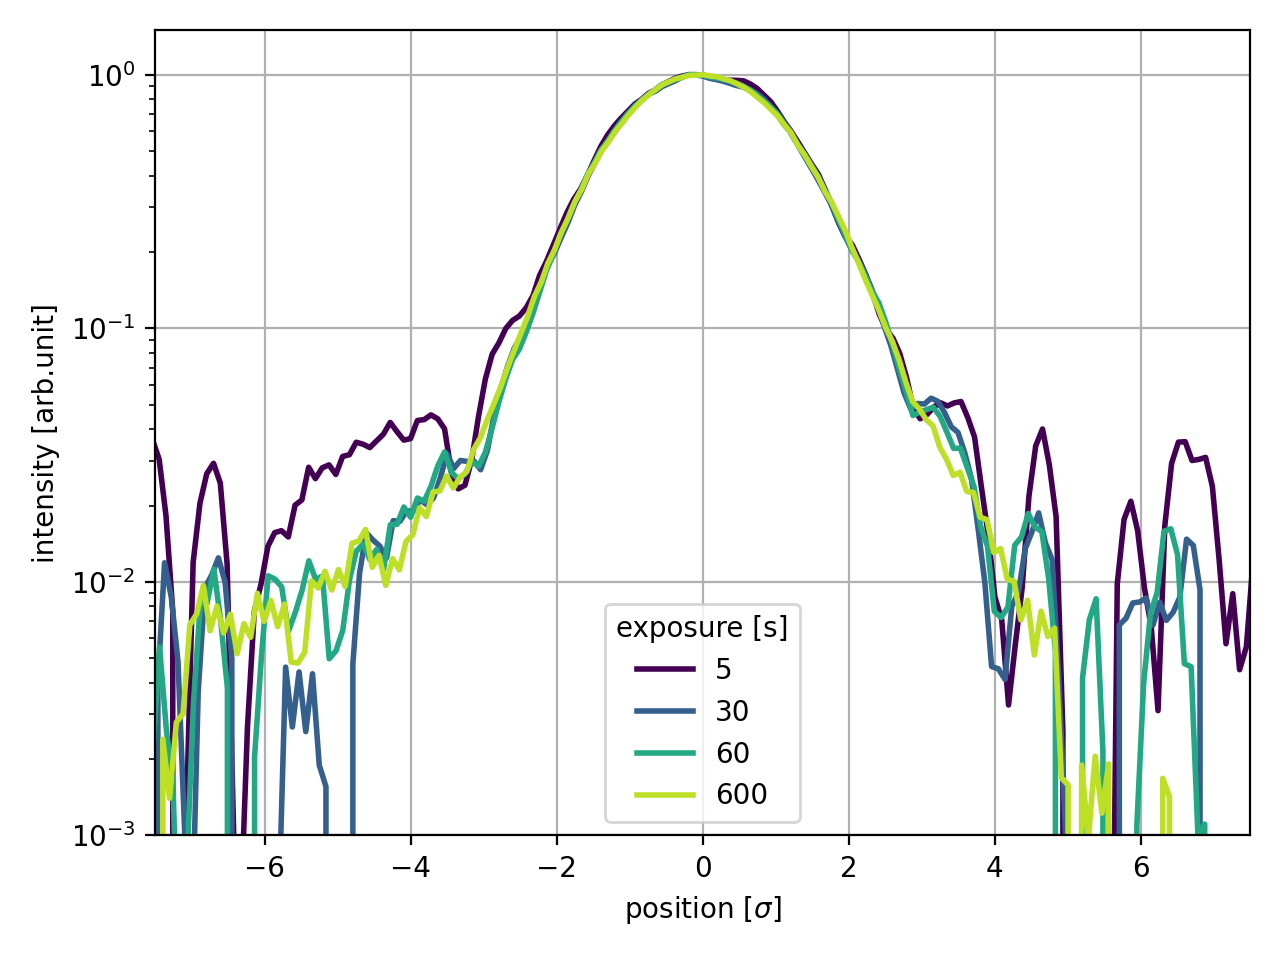 10⁰
10⁻¹
10⁻²
10⁻³
intensity [arb.unit]
exposure [s]
5
30
60
600
−6 −4 −2 0 2 4 6
position [σ]